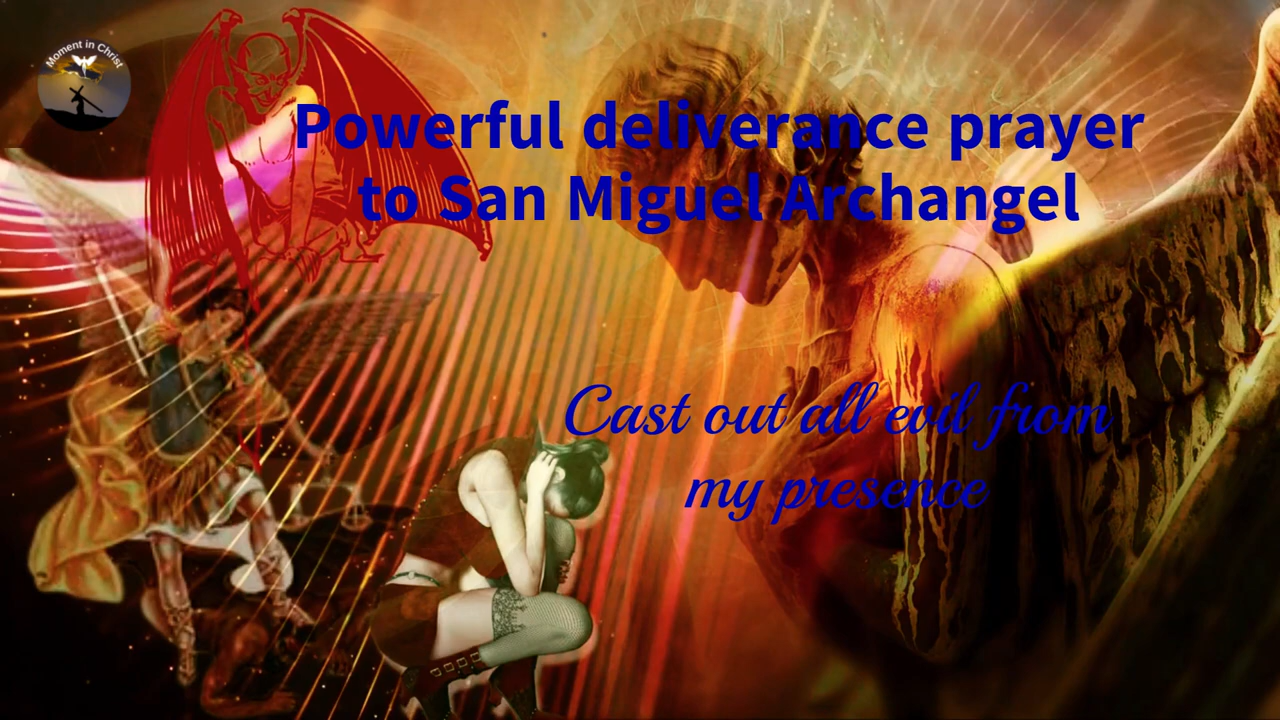 Moment in Christ
Powerful deliverance prayer
to San Miguel Archangel
Cast out all evil from
my presence